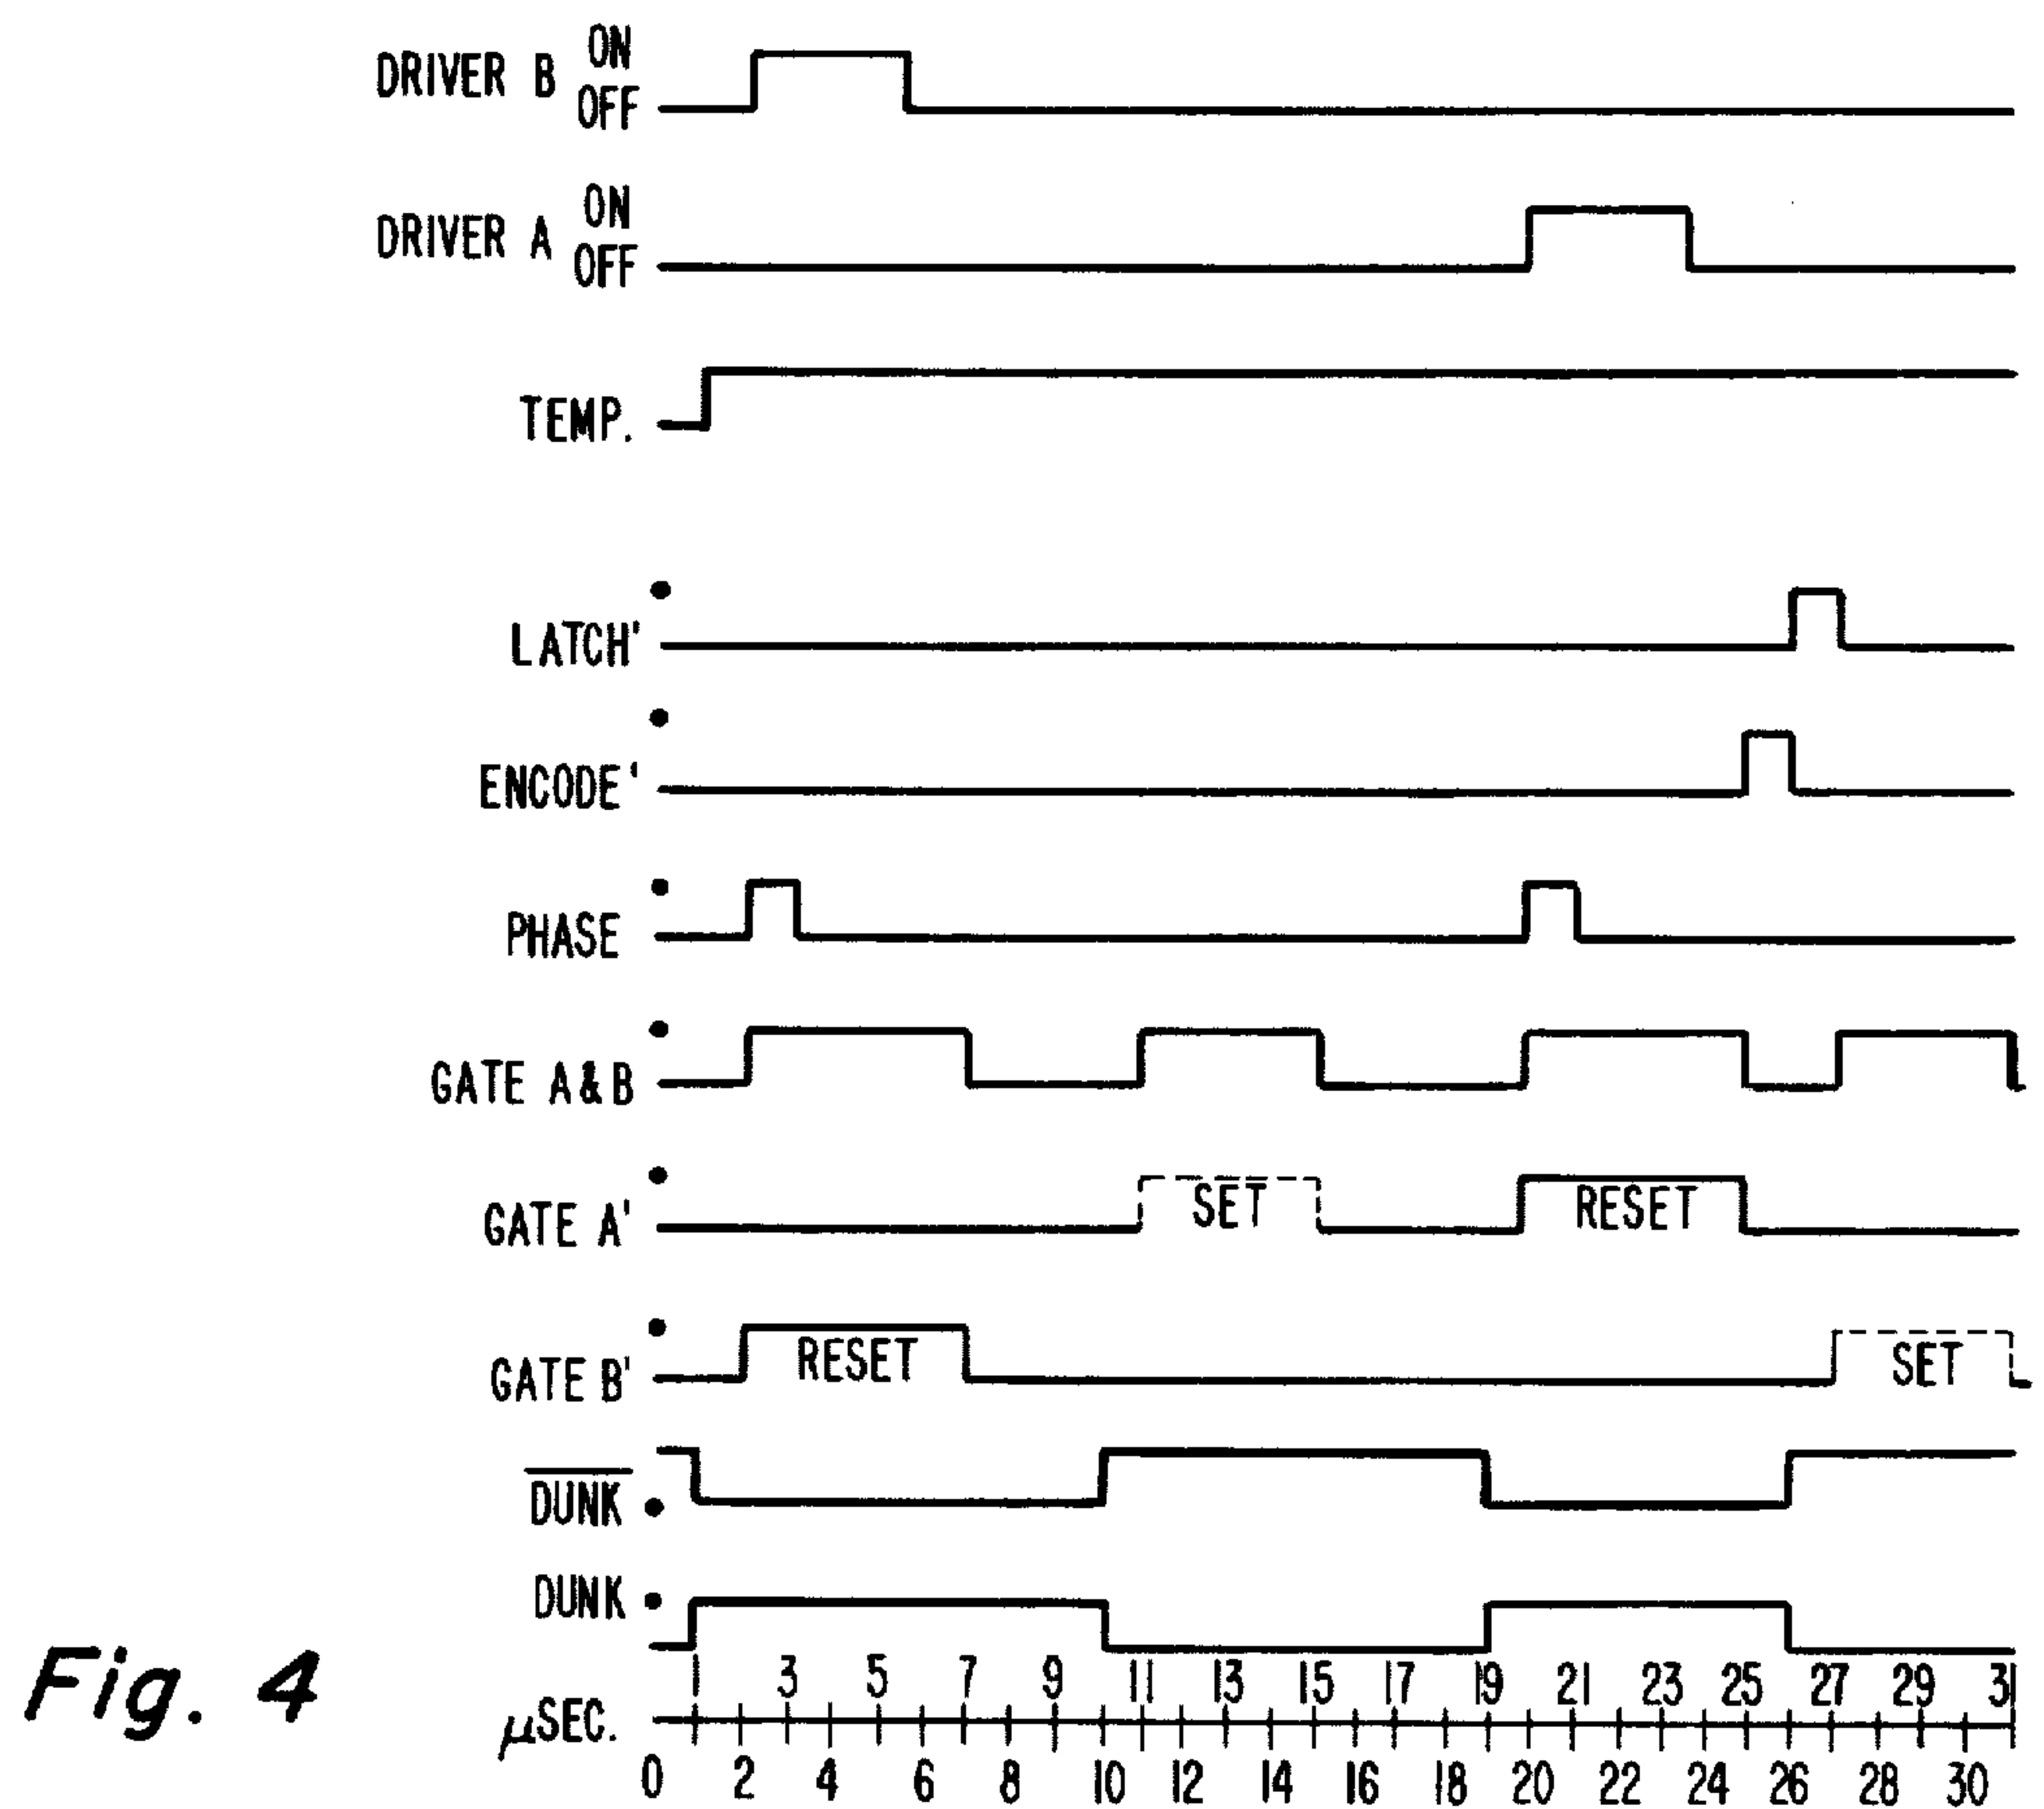 DRIVER B ON
OFF
DRIVER A ON
OFF
TEMP.
LATCH'
ENCODE'
PHASE
GATE A&B
GATE A' SET RESET
GATE B' RESET SET
DUNK
DUNK
1 3 5 7 9 11 13 15 17 19 21 23 25 27 29 31
µSEC.
0 2 4 6 8 10 12 14 16 18 20 22 24 26 28 30
Fig. 4